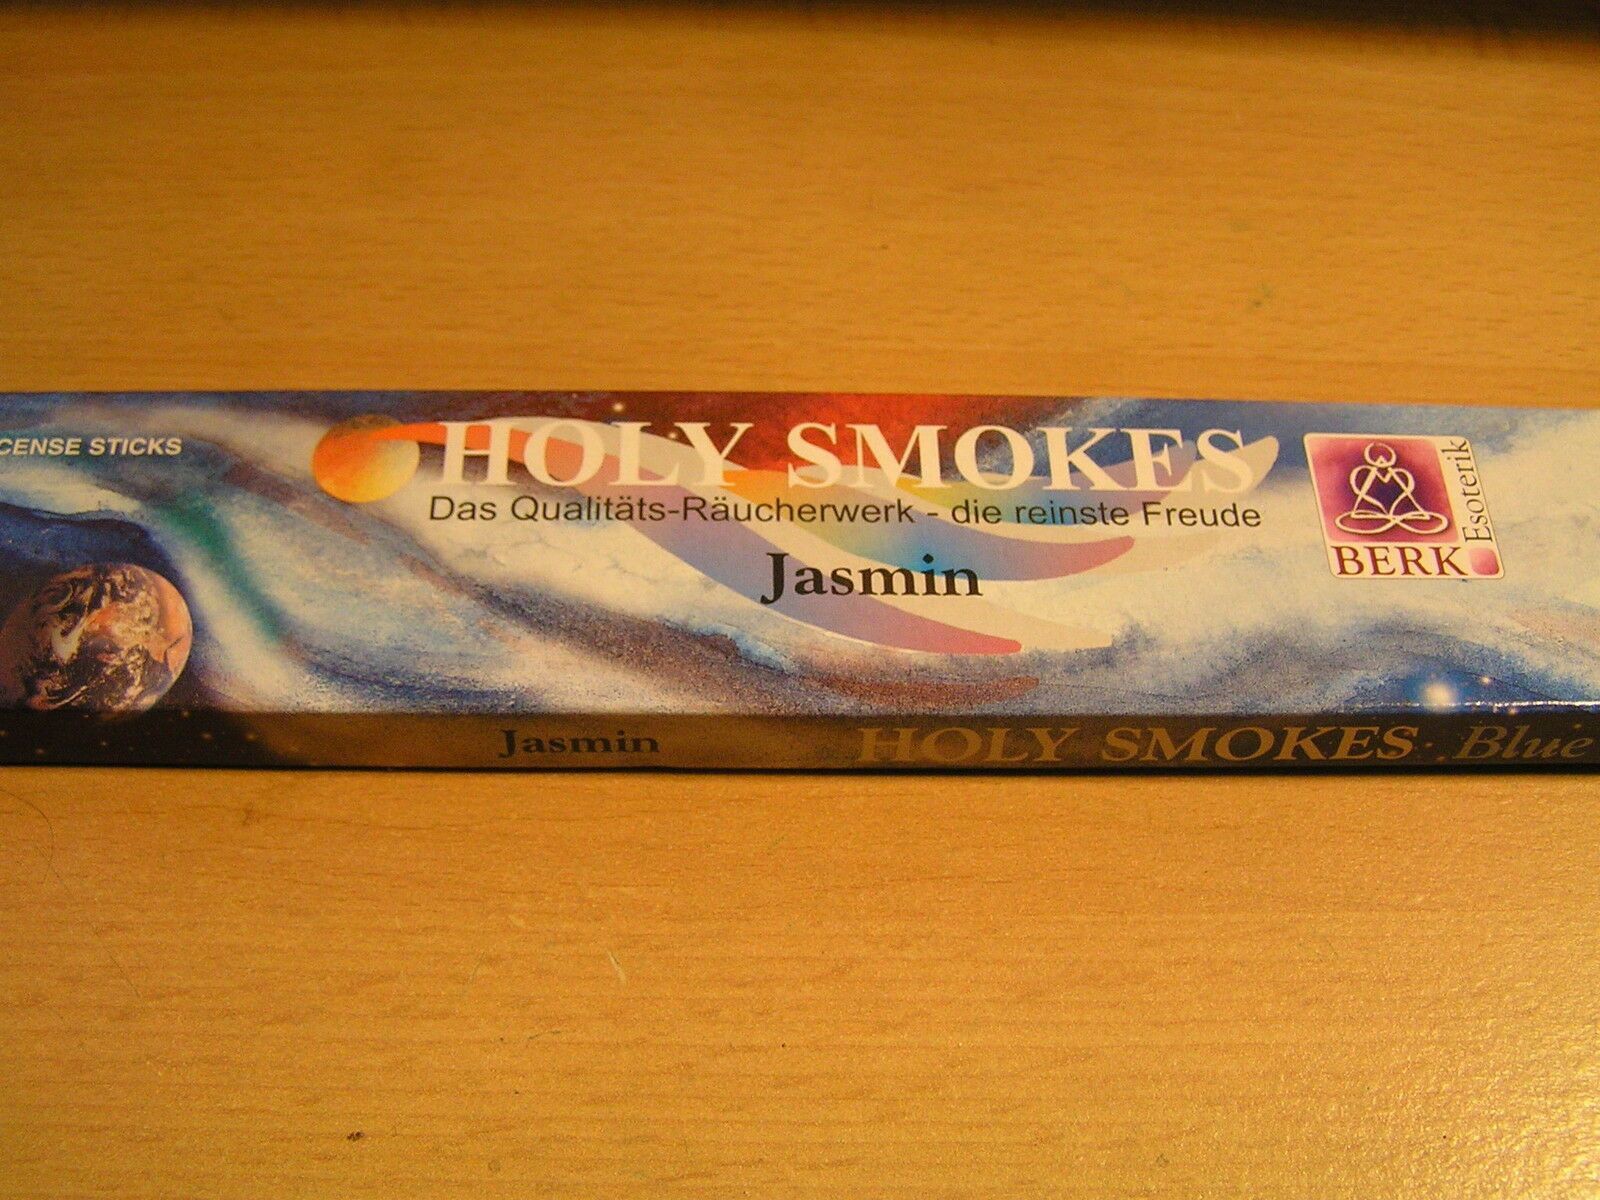 CENSE STICKS
HOLY SMOKES
Das Qualitäts-Räucherwerk - die reinste Freude
Jasmin
BERK
Esoterik
Jasmin
HOLY SMOKES Blue